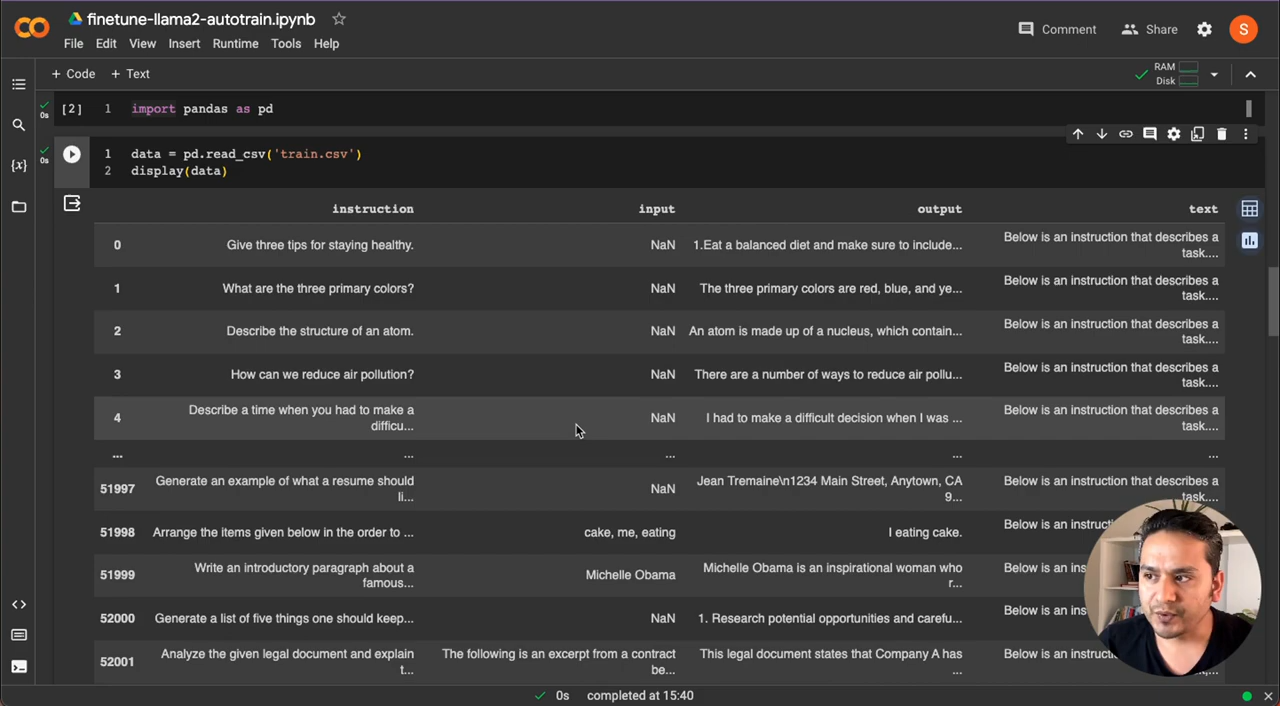 finetune-llama2-autotrain.ipynb
Comment
Share
S
File Edit View Insert Runtime Tools Help
+ Code + Text
RAM
Disk
[2]
0s
1 import pandas as pd
0s
1 data = pd.read_csv('train.csv')
2 display(data)
{x}
instruction input output text
0 Give three tips for staying healthy. NaN 1.Eat a balanced diet and make sure to include... Below is an instruction that describes a
task....
1 What are the three primary colors? NaN The three primary colors are red, blue, and ye... Below is an instruction that describes a
task....
2 Describe the structure of an atom. NaN An atom is made up of a nucleus, which contain... Below is an instruction that describes a
task....
3 How can we reduce air pollution? NaN There are a number of ways to reduce air pollu... Below is an instruction that describes a
task....
4 Describe a time when you had to make a
difficu... NaN I had to make a difficult decision when I was ... Below is an instruction that describes a
task....
... ... ... ... ...
51997 Generate an example of what a resume should
li... NaN Jean Tremaine\n1234 Main Street, Anytown, CA
9... Below is an instruction that describes a
task....
51998 Arrange the items given below in the order to ... cake, me, eating I eating cake. Below is an
51999 Write an introductory paragraph about a
famous... Michelle Obama Michelle Obama is an inspirational woman who
r... Below is an
52000 Generate a list of five things one should keep... NaN 1. Research potential opportunities and carefu... Below is an
52001 Analyze the given legal document and explain
t... The following is an excerpt from a contract
be... This legal document states that Company A has
... Below is an
0s completed at 15:40